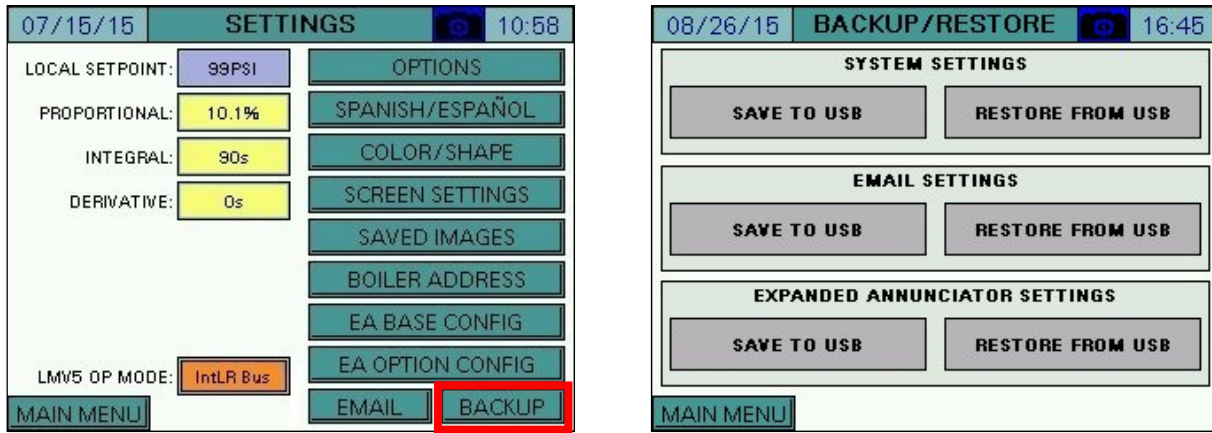 07/15/15 SETTINGS 10:58
LOCAL SETPOINT: 99PSI OPTIONS
PROPORTIONAL: 10.1% SPANISH/ESPAÑOL
INTEGRAL: 90s COLOR/SHAPE
DERIVATIVE: 0s SCREEN SETTINGS
SAVED IMAGES
BOILER ADDRESS
EA BASE CONFIG
LMV5 OP MODE: IntLR Bus EA OPTION CONFIG
MAIN MENU EMAIL BACKUP
08/26/15 BACKUP/RESTORE 16:45
SYSTEM SETTINGS
SAVE TO USB RESTORE FROM USB
EMAIL SETTINGS
SAVE TO USB RESTORE FROM USB
EXPANDED ANNUNCIATOR SETTINGS
SAVE TO USB RESTORE FROM USB
MAIN MENU